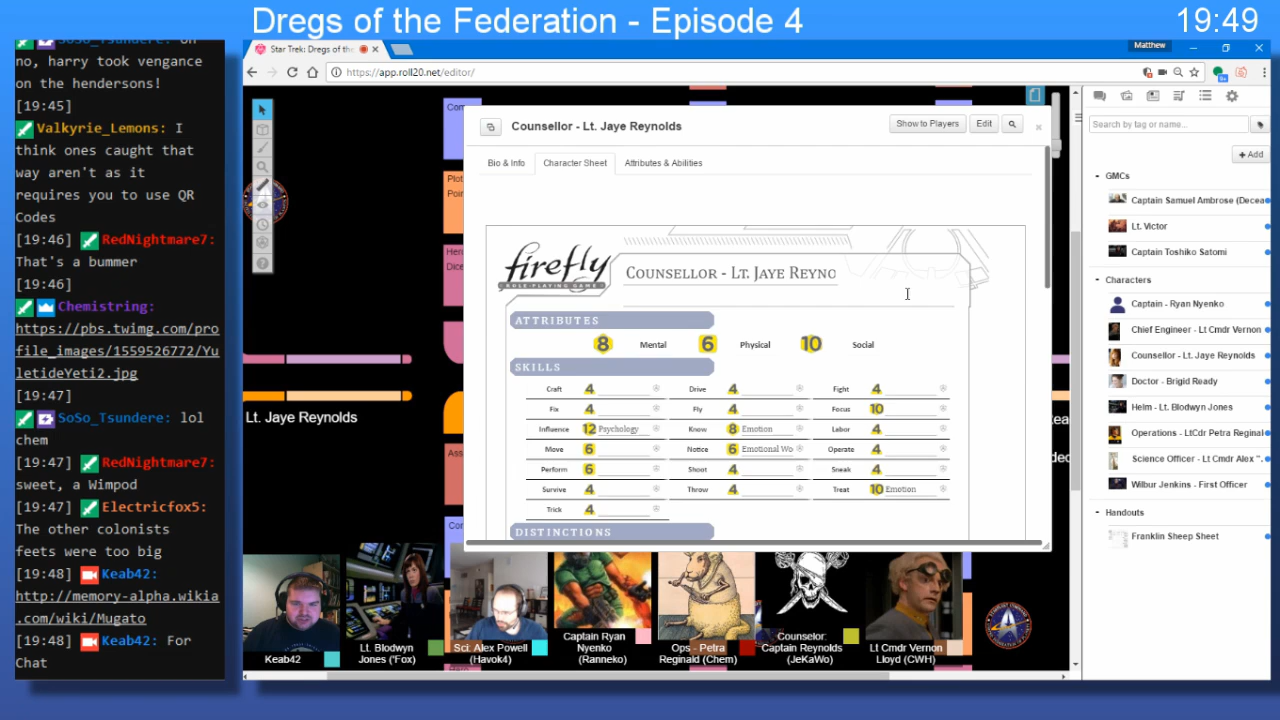 Dregs of the Federation - Episode 4
19:49
SoSo_Tsundere: on
no, harry took vengance
on the hendersons!
[19:45]
Valkyrie_Lemons: I
think ones caught that
way aren't as it
requires you to use QR
Codes
[19:46] RedNightmare7:
That's a bummer
[19:46]
Chemistring:
https://pbs.twimg.com/pro
file_images/1559526772/Yu
letideYeti2.jpg
[19:47]
SoSo_Tsundere: lol
chem
[19:47] RedNightmare7:
sweet, a Wimpod
[19:47] Electricfox5:
The other colonists
feets were too big
[19:48] Keab42:
http://memory-alpha.wikia
.com/wiki/Mugato
[19:48] Keab42: For
Chat
Star Trek: Dregs of the
Matthew
https://app.roll20.net/editor/
Counsellor - Lt. Jaye Reynolds
Show to Players
Edit
Bio & Info
Character Sheet
Attributes & Abilities
firefly
ROLE-PLAYING GAME
Counsellor - Lt. Jaye Reyno
ATTRIBUTES
8 Mental 6 Physical 10 Social
SKILLS
Craft 4 Drive 4 Fight 4
Fix 4 Fly 4 Focus 10
Influence 12 Psychology Know 8 Emotion Labor 4
Move 6 Notice 6 Emotional Wo Operate 4
Perform 6 Shoot 4 Sneak 4
Survive 4 Throw 4 Treat 10 Emotion
Trick 4
DISTINCTIONS
Com
Plot
Poin
Her
Dice
Lt. Jaye Reynolds
Ass
Con
Search by tag or name...
+ Add
GMCs
Captain Samuel Ambrose (Decea
Lt. Victor
Captain Toshiko Satomi
Characters
Captain - Ryan Nyenko
Chief Engineer - Lt Cmdr Vernon
Counsellor - Lt. Jaye Reynolds
Doctor - Brigid Ready
Helm - Lt. Blodwyn Jones
Operations - LtCdr Petra Reginal
Science Officer - Lt Cmdr Alex ".
Wilbur Jenkins - First Officer
Handouts
Franklin Sheep Sheet
Keab42
Lt. Blodwyn
Jones ('Fox)
Sci: Alex Powell
(Havok4)
Captain Ryan
Nyenko
(Ranneko)
Ops - Petra
Reginald (Chem)
Counselor:
Captain Reynolds
(JeKaWo)
Lt Cmdr Vernon
Lloyd (CWH)